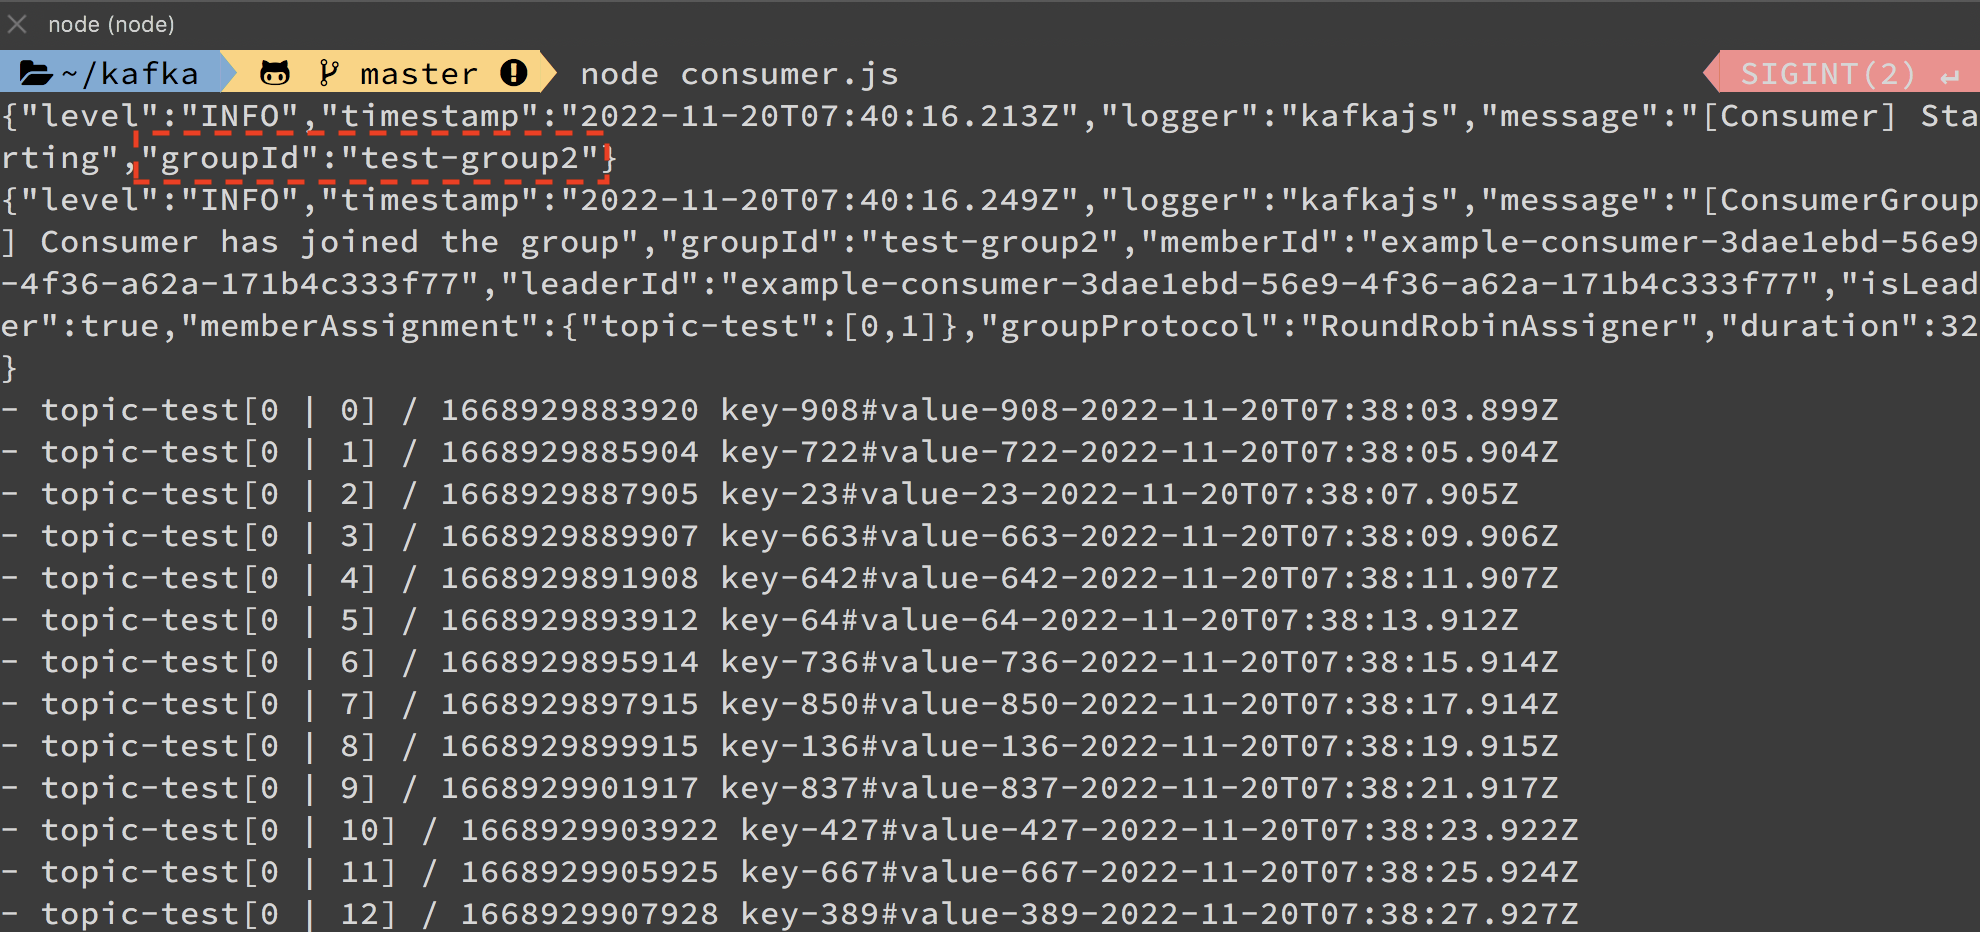 node (node)
~/kafka master node consumer.js SIGINT(2) ↵
{"level":"INFO","timestamp":"2022-11-20T07:40:16.213Z","logger":"kafkajs","message":"[Consumer] Sta
rting","groupId":"test-group2"}
{"level":"INFO","timestamp":"2022-11-20T07:40:16.249Z","logger":"kafkajs","message":"[ConsumerGroup
] Consumer has joined the group","groupId":"test-group2","memberId":"example-consumer-3dae1ebd-56e9
-4f36-a62a-171b4c333f77","leaderId":"example-consumer-3dae1ebd-56e9-4f36-a62a-171b4c333f77","isLead
er":true,"memberAssignment":{"topic-test":[0,1]},"groupProtocol":"RoundRobinAssigner","duration":32
}
- topic-test[0 | 0] / 1668929883920 key-908#value-908-2022-11-20T07:38:03.899Z
- topic-test[0 | 1] / 1668929885904 key-722#value-722-2022-11-20T07:38:05.904Z
- topic-test[0 | 2] / 1668929887905 key-23#value-23-2022-11-20T07:38:07.905Z
- topic-test[0 | 3] / 1668929889907 key-663#value-663-2022-11-20T07:38:09.906Z
- topic-test[0 | 4] / 1668929891908 key-642#value-642-2022-11-20T07:38:11.907Z
- topic-test[0 | 5] / 1668929893912 key-64#value-64-2022-11-20T07:38:13.912Z
- topic-test[0 | 6] / 1668929895914 key-736#value-736-2022-11-20T07:38:15.914Z
- topic-test[0 | 7] / 1668929897915 key-850#value-850-2022-11-20T07:38:17.914Z
- topic-test[0 | 8] / 1668929899915 key-136#value-136-2022-11-20T07:38:19.915Z
- topic-test[0 | 9] / 1668929901917 key-837#value-837-2022-11-20T07:38:21.917Z
- topic-test[0 | 10] / 1668929903922 key-427#value-427-2022-11-20T07:38:23.922Z
- topic-test[0 | 11] / 1668929905925 key-667#value-667-2022-11-20T07:38:25.924Z
- topic-test[0 | 12] / 1668929907928 key-389#value-389-2022-11-20T07:38:27.927Z